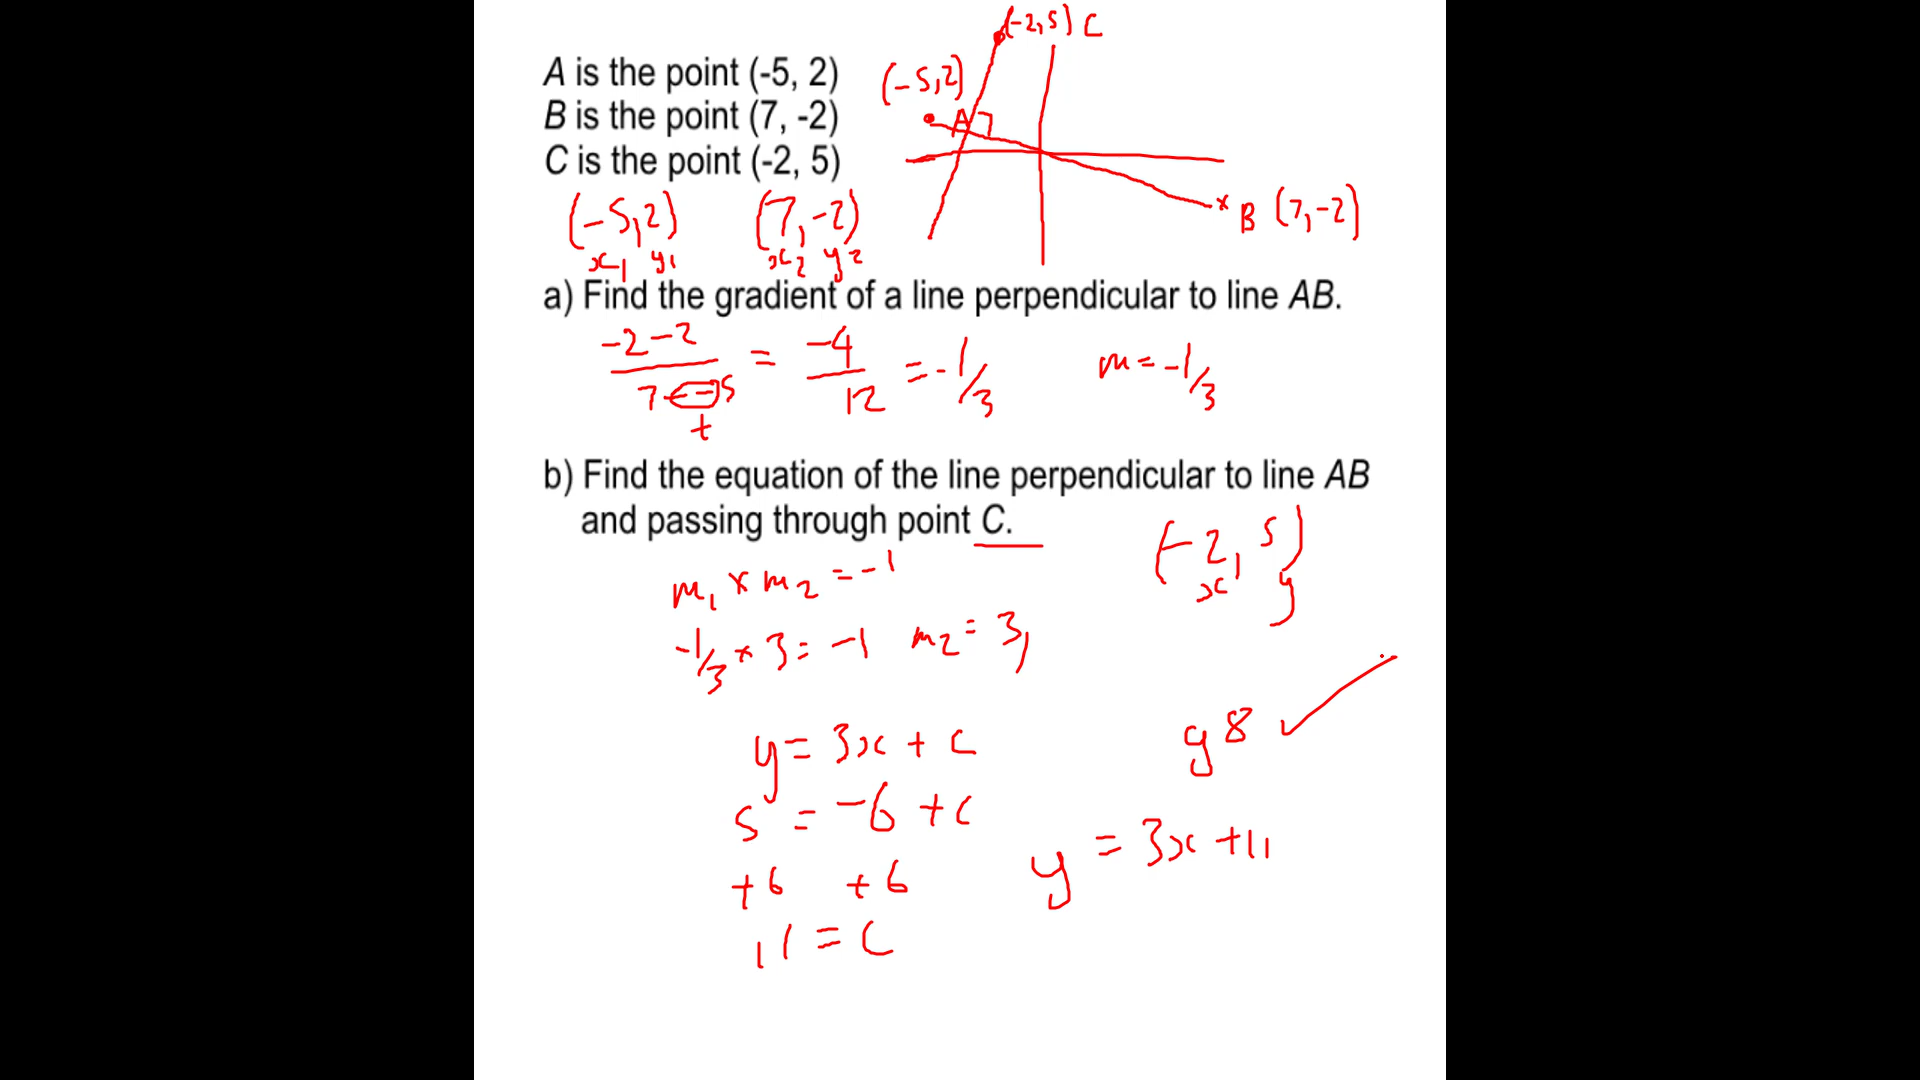 (-2,5) C
A is the point (-5, 2)
(-5,2)
B is the point (7, -2)
A
C is the point (-2, 5)
(-5,2) (7,-2)
x1 y1 x2 y2
B (7,-2)
a) Find the gradient of a line perpendicular to line AB.
-2-2 / 7--5 = -4/12 = -1/3 m = -1/3
+
b) Find the equation of the line perpendicular to line AB
and passing through point C.
(-2, 5)
x y
m1 × m2 = -1
-1/3 × 3 = -1 m2 = 3
y = 3x + c
g8 ✓
5 = -6 + c
y = 3x + 11
+6 +6
11 = c